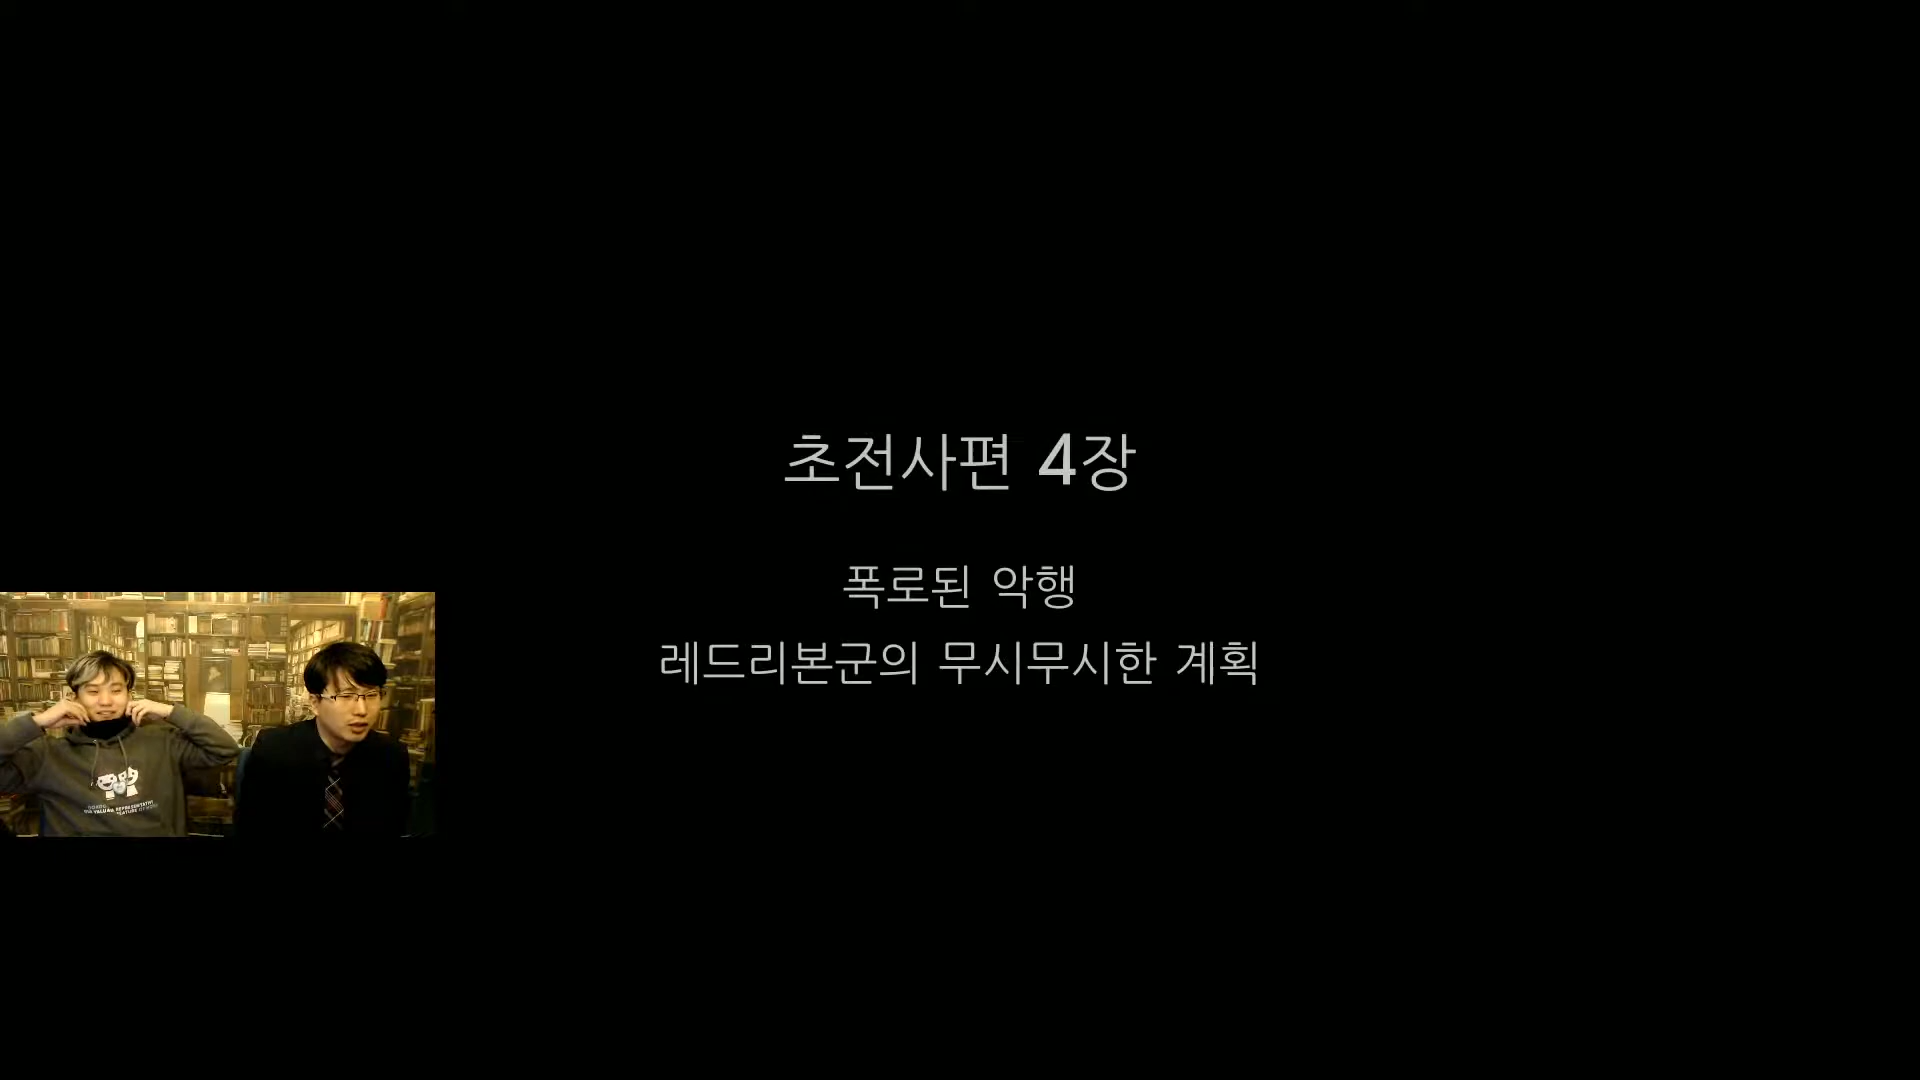 초전사편 4장
폭로된 악행
레드리본군의 무시무시한 계획